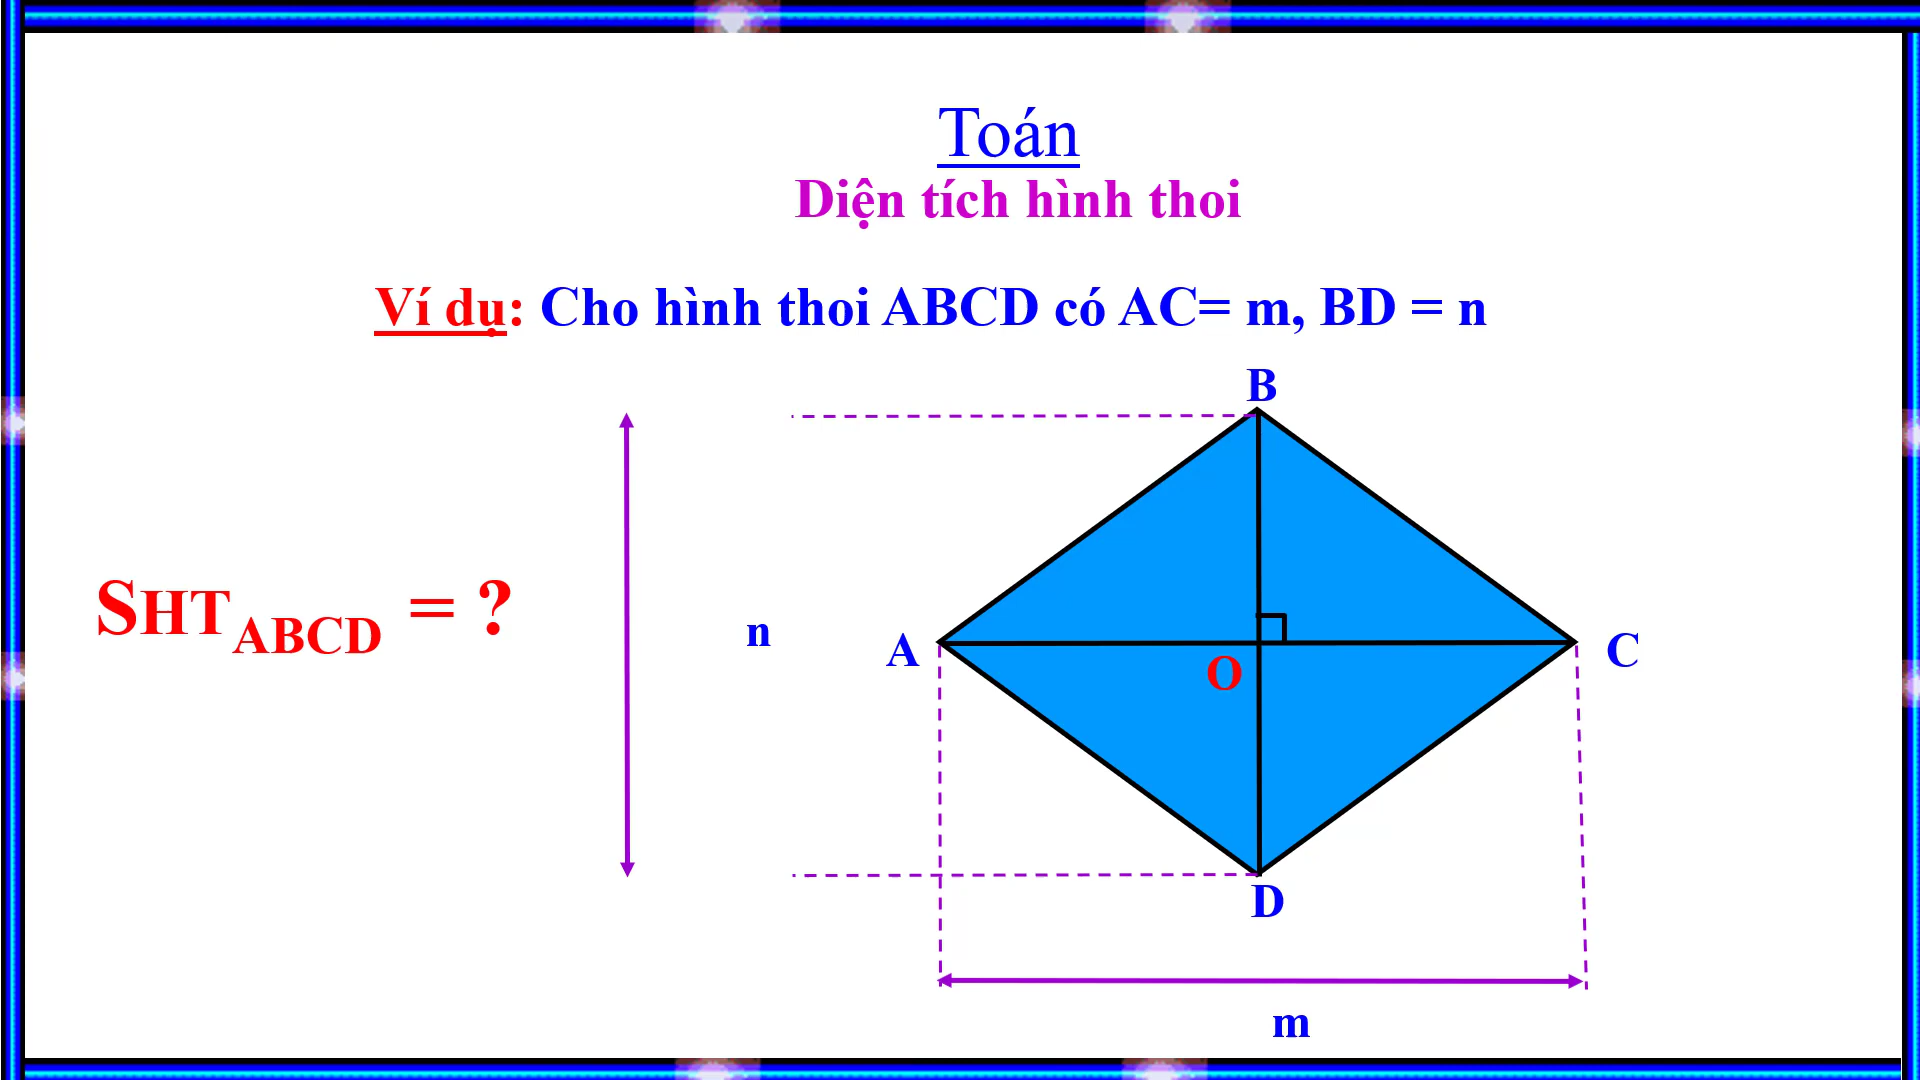 Toán
Diện tích hình thoi
Ví dụ: Cho hình thoi ABCD có AC= m, BD = n
B
SHTABCD = ?
n
A
O
C
D
m